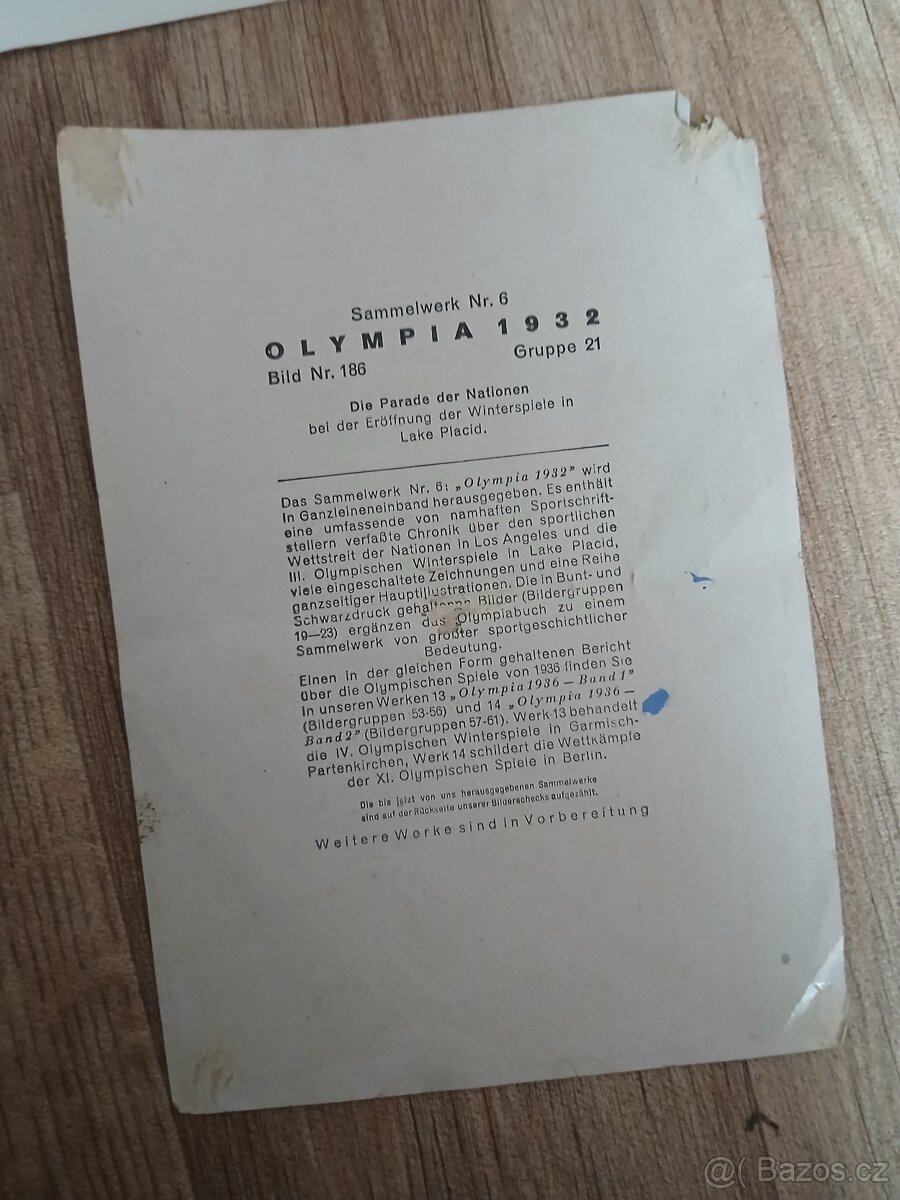 Sammelwerk Nr. 6
OLYMPIA 1932
Bild Nr. 186 Gruppe 21
Die Parade der Nationen
bei der Eröffnung der Winterspiele in
Lake Placid.
Das Sammelwerk Nr. 6: „Olympia 1932” wird
in Ganzleineneinband herausgegeben. Es enthält
eine umfassende von namhaften Sportschrift-
stellern verfaßte Chronik über den sportlichen
Wettstreit der Nationen in Los Angeles und die
III. Olympischen Winterspiele in Lake Placid,
viele eingeschaltete Zeichnungen und eine Reihe
ganzseitiger Hauptillustrationen. Die in Bunt- und
Schwarzdruck gehaltenen Bilder (Bildergruppen
19—23) ergänzen das Olympiabuch zu einem
Sammelwerk von größter sportgeschichtlicher
Bedeutung.
Einen in der gleichen Form gehaltenen Bericht
über die Olympischen Spiele von 1936 finden Sie
in unseren Werken 13 „Olympia 1936 — Band 1”
(Bildergruppen 53-56) und 14 „Olympia 1936 —
Band 2” (Bildergruppen 57-61). Werk 13 behandelt
die IV. Olympischen Winterspiele in Garmisch-
Partenkirchen, Werk 14 schildert die Wettkämpfe
der XI. Olympischen Spiele in Berlin.
Die bis jetzt von uns herausgegebenen Sammelwerke
sind auf der Rückseite unserer Bilderschecks aufgezählt.
Weitere Werke sind in Vorbereitung
@( Bazos.cz